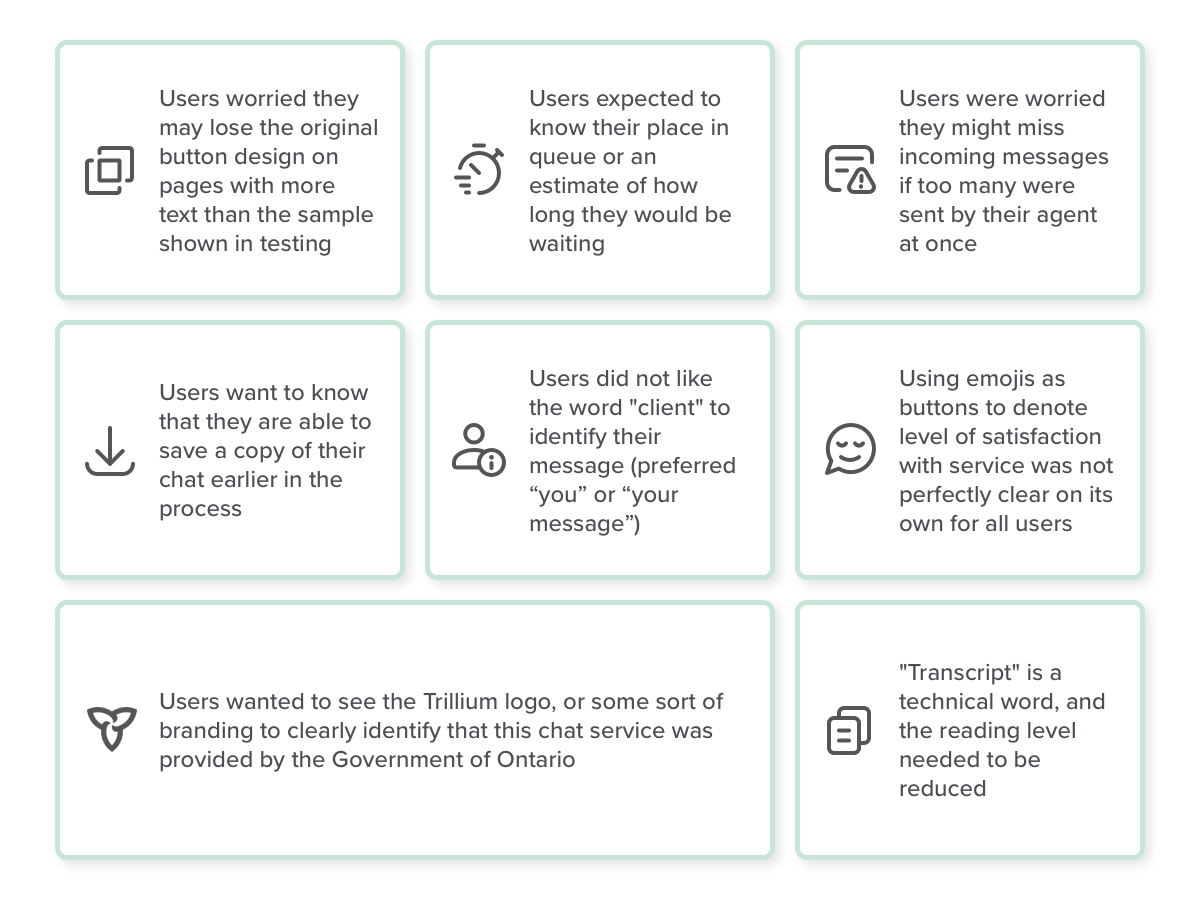 Users worried they
may lose the original
button design on
pages with more
text than the sample
shown in testing
Users expected to
know their place in
queue or an
estimate of how
long they would be
waiting
Users were worried
they might miss
incoming messages
if too many were
sent by their agent
at once
Users want to know
that they are able to
save a copy of their
chat earlier in the
process
Users did not like
the word "client" to
identify their
message (preferred
“you” or “your
message”)
Using emojis as
buttons to denote
level of satisfaction
with service was not
perfectly clear on its
own for all users
Users wanted to see the Trillium logo, or some sort of
branding to clearly identify that this chat service was
provided by the Government of Ontario
"Transcript" is a
technical word, and
the reading level
needed to be
reduced